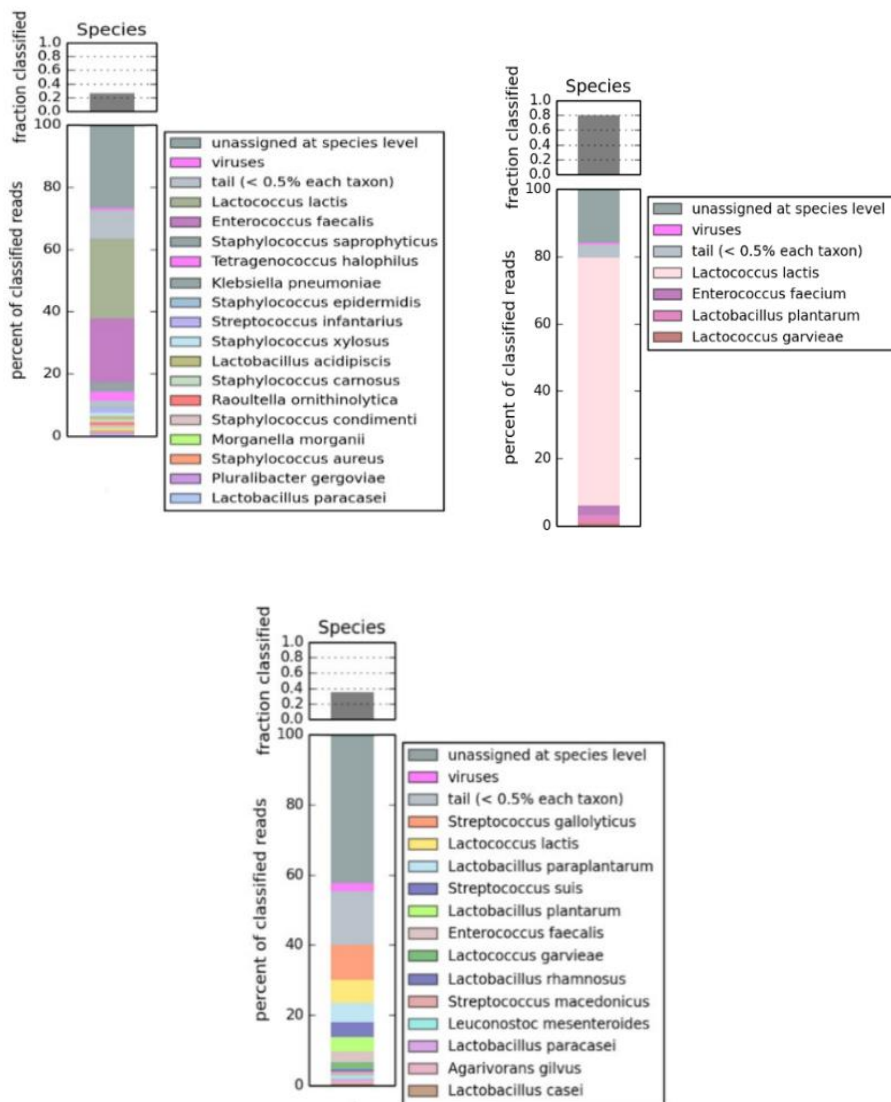 Species
fraction classified
1.0
0.8
0.6
0.4
0.2
0.0
percent of classified reads
100
80
60
40
20
0
unassigned at species level
viruses
tail (< 0.5% each taxon)
Lactococcus lactis
Enterococcus faecalis
Staphylococcus saprophyticus
Tetragenococcus halophilus
Klebsiella pneumoniae
Staphylococcus epidermidis
Streptococcus infantarius
Staphylococcus xylosus
Lactobacillus acidipiscis
Staphylococcus carnosus
Raoultella ornithinolytica
Staphylococcus condimenti
Morganella morganii
Staphylococcus aureus
Pluralibacter gergoviae
Lactobacillus paracasei
Species
fraction classified
1.0
0.8
0.6
0.4
0.2
0.0
percent of classified reads
100
80
60
40
20
0
unassigned at species level
viruses
tail (< 0.5% each taxon)
Lactococcus lactis
Enterococcus faecium
Lactobacillus plantarum
Lactococcus garvieae
Species
fraction classified
1.0
0.8
0.6
0.4
0.2
0.0
percent of classified reads
100
80
60
40
20
0
unassigned at species level
viruses
tail (< 0.5% each taxon)
Streptococcus gallolyticus
Lactococcus lactis
Lactobacillus paraplantarum
Streptococcus suis
Lactobacillus plantarum
Enterococcus faecalis
Lactococcus garvieae
Lactobacillus rhamnosus
Streptococcus macedonicus
Leuconostoc mesenteroides
Lactobacillus paracasei
Agarivorans gilvus
Lactobacillus casei